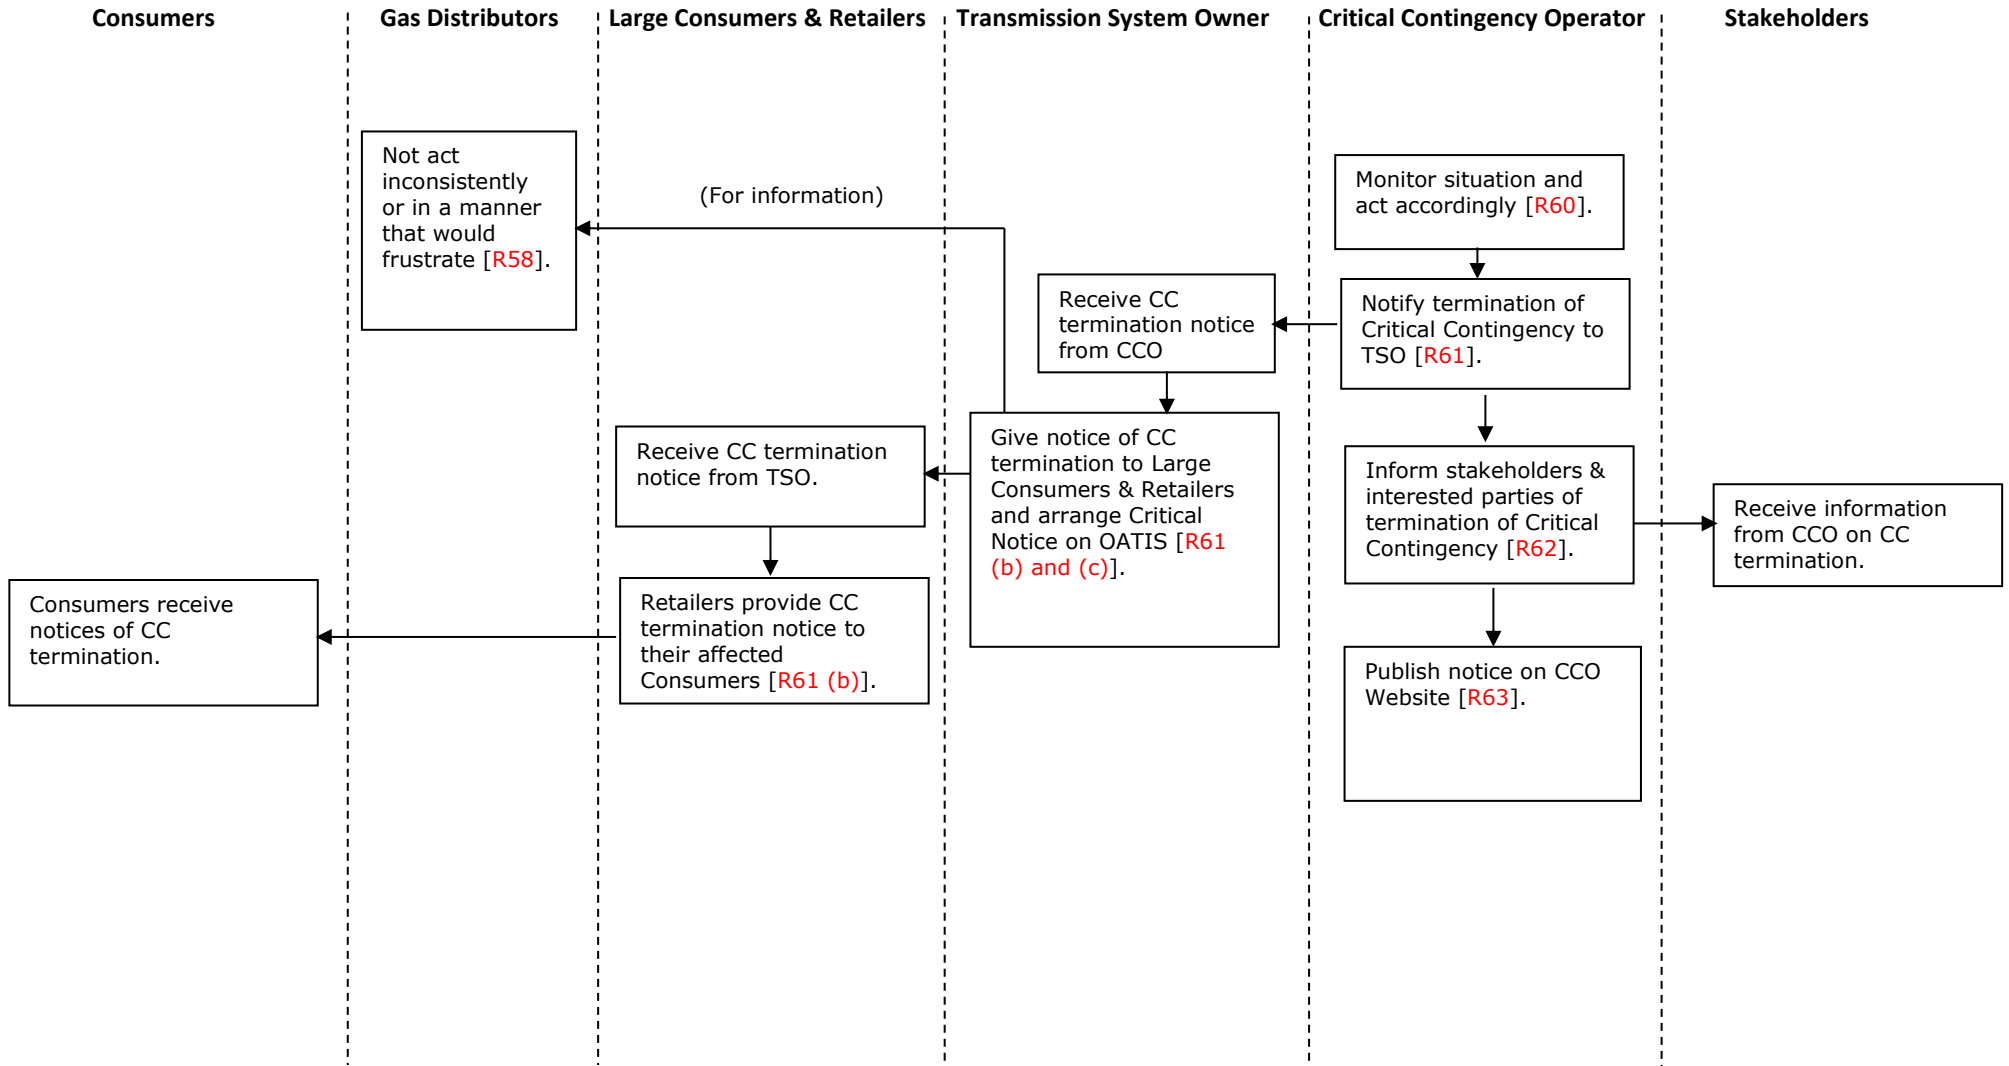 Consumers
Gas Distributors
Large Consumers & Retailers
Transmission System Owner
Critical Contingency Operator
Stakeholders
Not act
inconsistently
or in a manner
that would
frustrate [R58].
(For information)
Monitor situation and
act accordingly [R60].
Receive CC
termination notice
from CCO
Notify termination of
Critical Contingency to
TSO [R61].
Receive CC termination
notice from TSO.
Give notice of CC
termination to Large
Consumers & Retailers
and arrange Critical
Notice on OATIS [R61
(b) and (c)].
Inform stakeholders &
interested parties of
termination of Critical
Contingency [R62].
Receive information
from CCO on CC
termination.
Consumers receive
notices of CC
termination.
Retailers provide CC
termination notice to
their affected
Consumers [R61 (b)].
Publish notice on CCO
Website [R63].